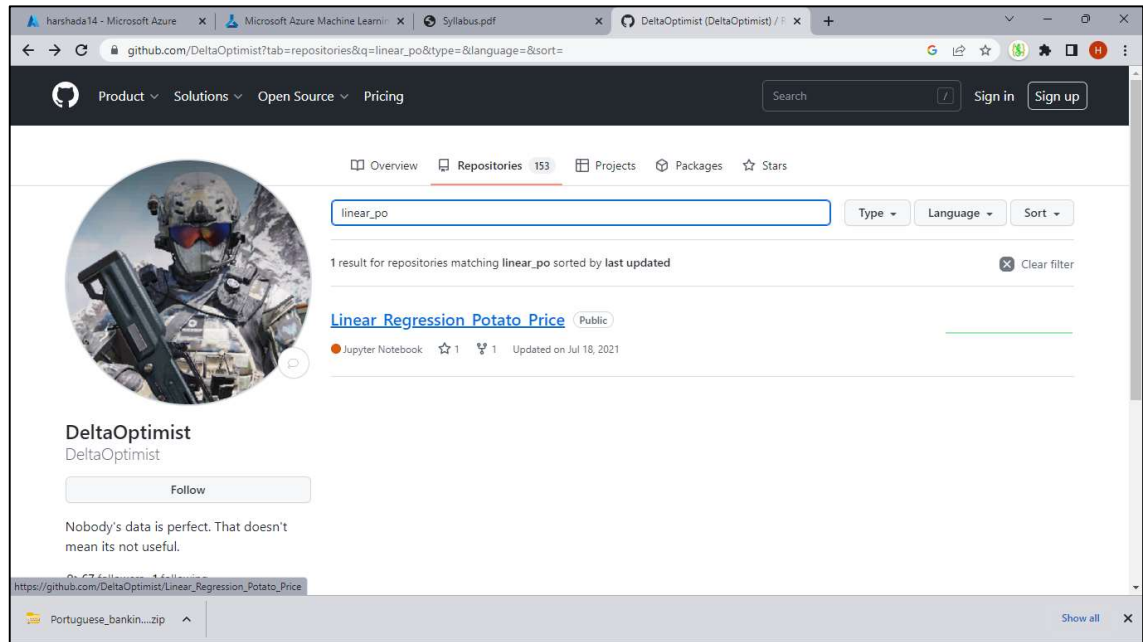 harshada14 - Microsoft Azure
Microsoft Azure Machine Learnin
Syllabus.pdf
DeltaOptimist (DeltaOptimist) / R
github.com/DeltaOptimist?tab=repositories&q=linear_po&type=&language=&sort=
G
H
Product Solutions Open Source Pricing
Search /
Sign in Sign up
Overview Repositories 153 Projects Packages Stars
linear_po
Type Language Sort
1 result for repositories matching linear_po sorted by last updated
Clear filter
Linear_Regression_Potato_Price Public
Jupyter Notebook 1 1 Updated on Jul 18, 2021
DeltaOptimist
DeltaOptimist
Follow
Nobody's data is perfect. That doesn't
mean its not useful.
https://github.com/DeltaOptimist/Linear_Regression_Potato_Price
Portuguese_bankin....zip
Show all